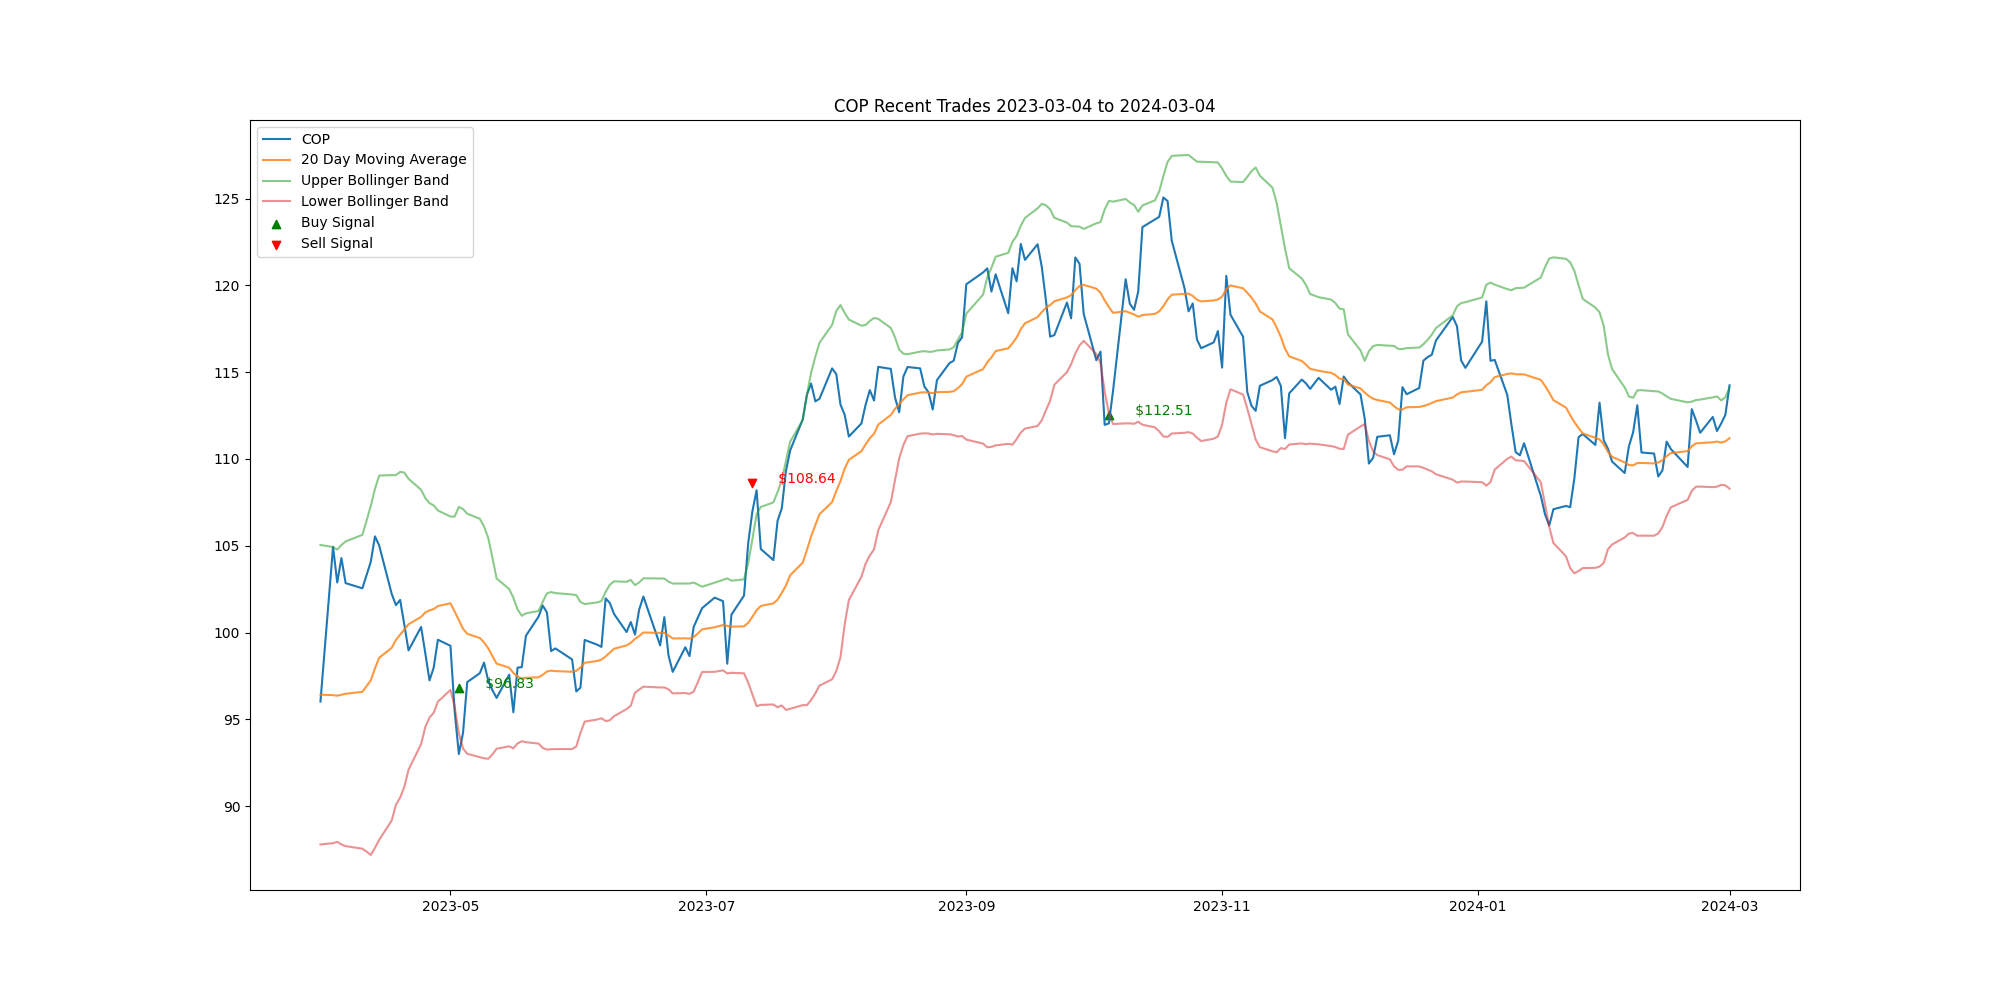 COP Recent Trades 2023-03-04 to 2024-03-04
COP
20 Day Moving Average
Upper Bollinger Band
Lower Bollinger Band
Buy Signal
Sell Signal
125
120
115
110
105
100
95
90
$112.51
$108.64
$96.83
2023-05
2023-07
2023-09
2023-11
2024-01
2024-03